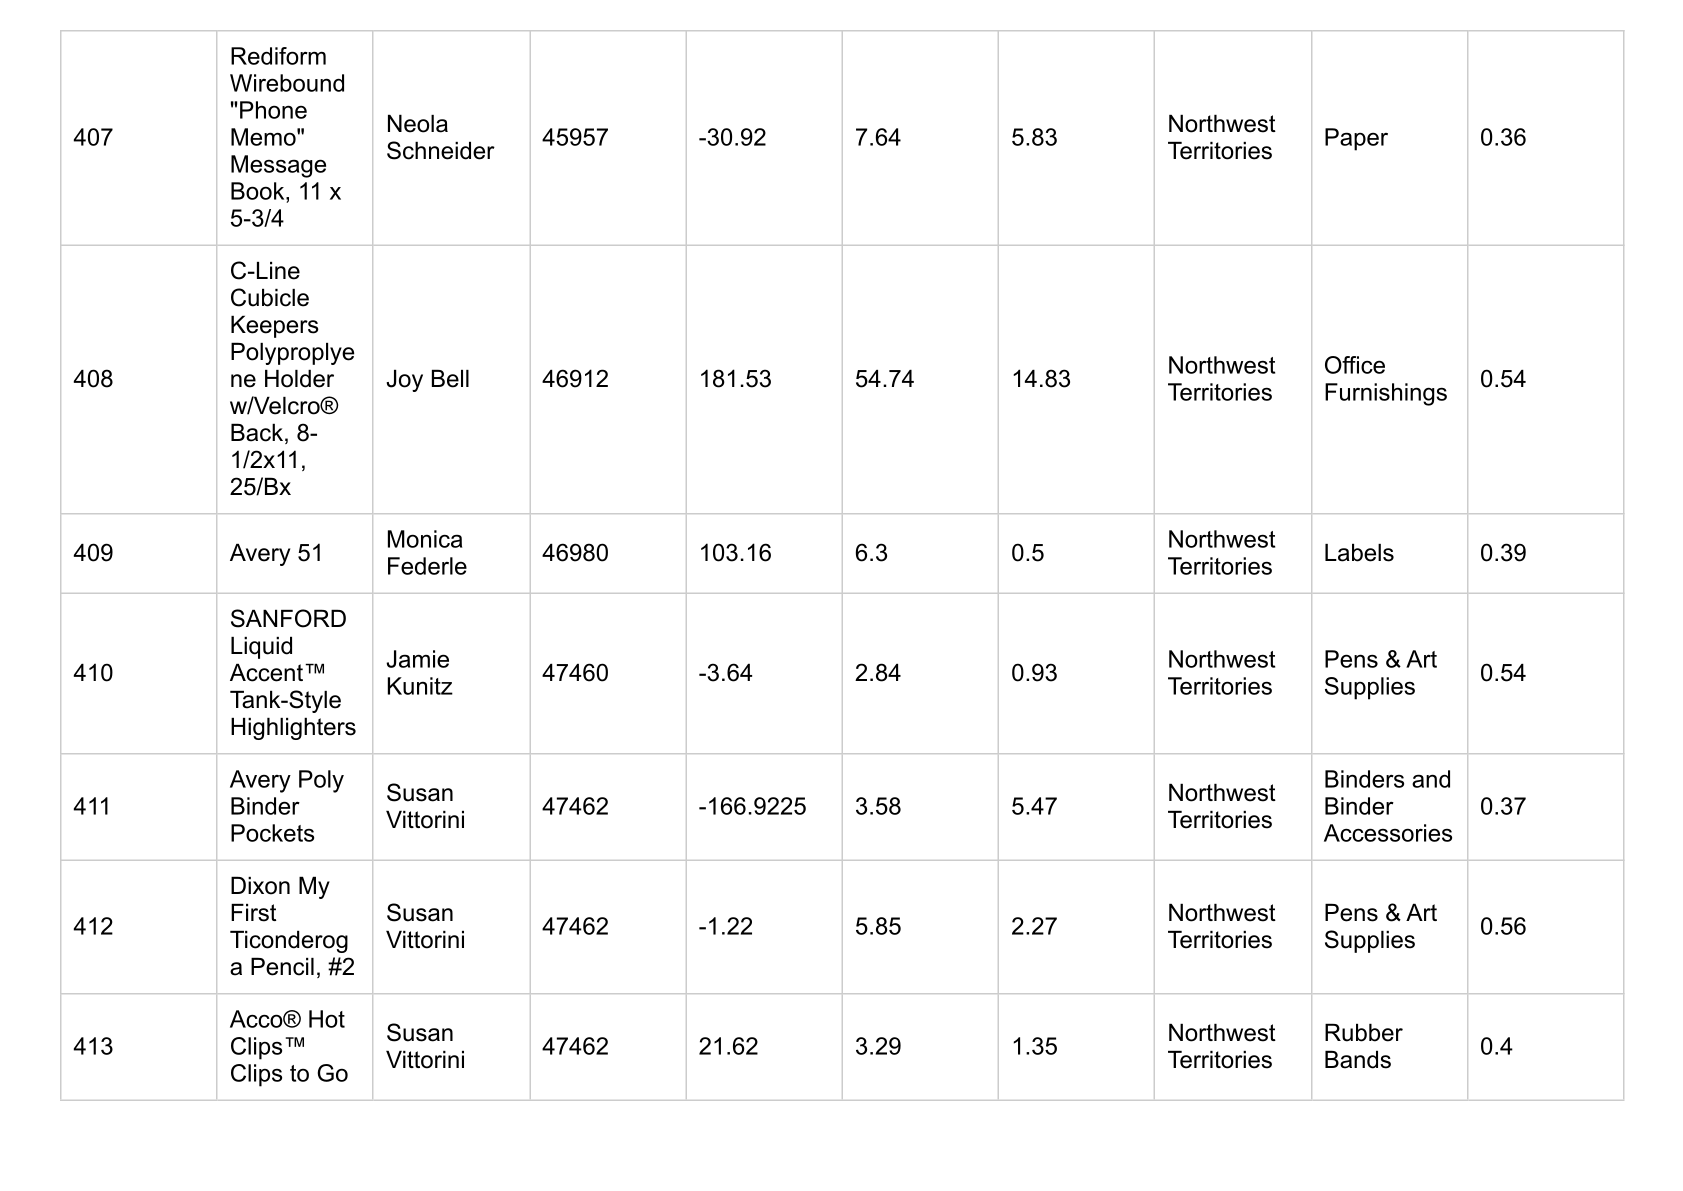 407
Rediform
Wirebound
"Phone
Memo"
Message
Book, 11 x
5-3/4
Neola
Schneider
45957
-30.92
7.64
5.83
Northwest
Territories
Paper
0.36
408
C-Line
Cubicle
Keepers
Polyproplye
ne Holder
w/Velcro®
Back, 8-
1/2x11,
25/Bx
Joy Bell
46912
181.53
54.74
14.83
Northwest
Territories
Office
Furnishings
0.54
409
Avery 51
Monica
Federle
46980
103.16
6.3
0.5
Northwest
Territories
Labels
0.39
410
SANFORD
Liquid
Accent™
Tank-Style
Highlighters
Jamie
Kunitz
47460
-3.64
2.84
0.93
Northwest
Territories
Pens & Art
Supplies
0.54
411
Avery Poly
Binder
Pockets
Susan
Vittorini
47462
-166.9225
3.58
5.47
Northwest
Territories
Binders and
Binder
Accessories
0.37
412
Dixon My
First
Ticonderog
a Pencil, #2
Susan
Vittorini
47462
-1.22
5.85
2.27
Northwest
Territories
Pens & Art
Supplies
0.56
413
Acco® Hot
Clips™
Clips to Go
Susan
Vittorini
47462
21.62
3.29
1.35
Northwest
Territories
Rubber
Bands
0.4